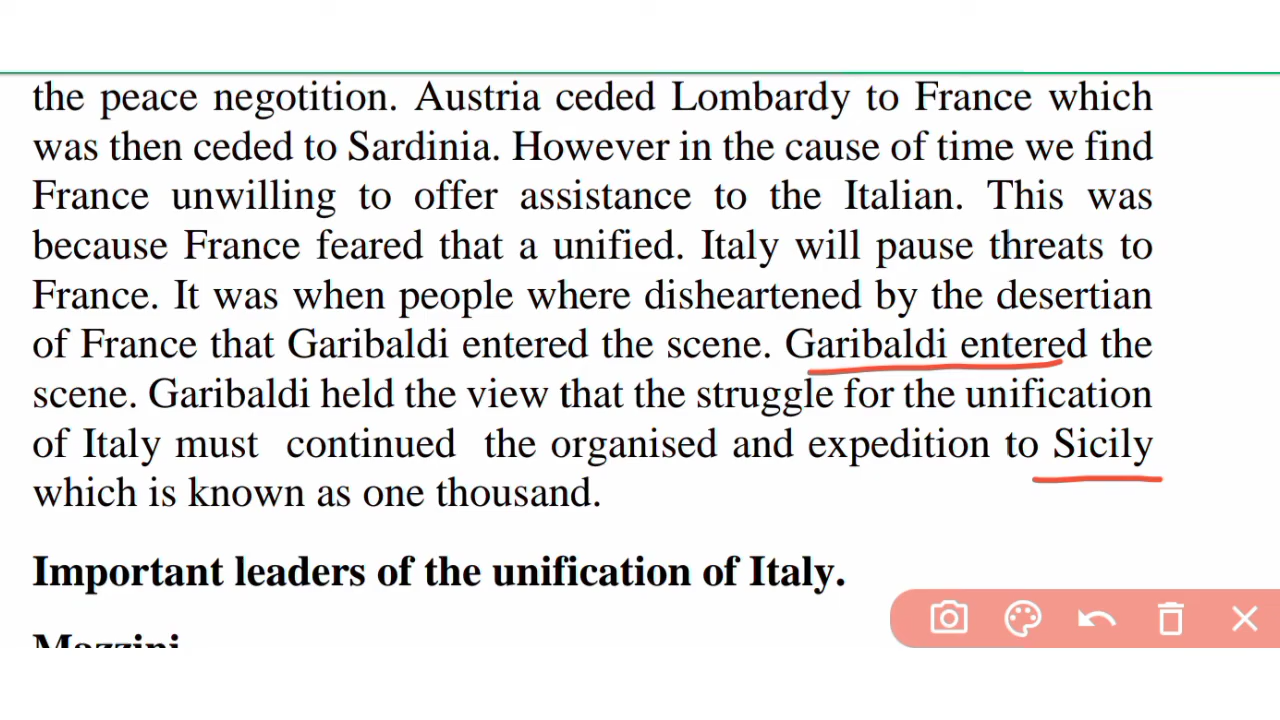 the peace negotition. Austria ceded Lombardy to France which
was then ceded to Sardinia. However in the cause of time we find
France unwilling to offer assistance to the Italian. This was
because France feared that a unified. Italy will pause threats to
France. It was when people where disheartened by the desertian
of France that Garibaldi entered the scene. Garibaldi entered the
scene. Garibaldi held the view that the struggle for the unification
of Italy must continued the organised and expedition to Sicily
which is known as one thousand.
Important leaders of the unification of Italy.
Mazzini